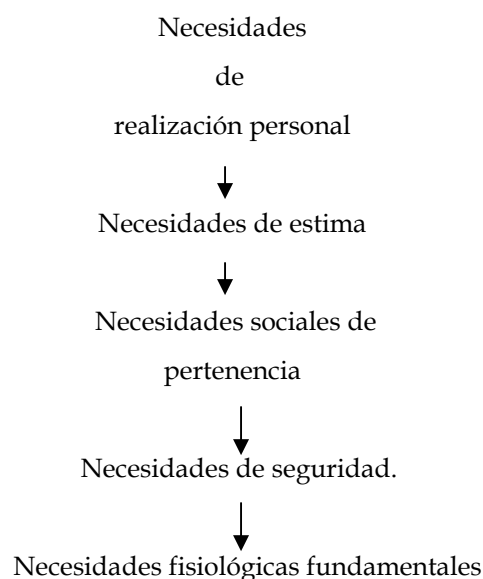 Necesidades
de
realización personal
Necesidades de estima
Necesidades sociales de
pertenencia
Necesidades de seguridad.
Necesidades fisiológicas fundamentales